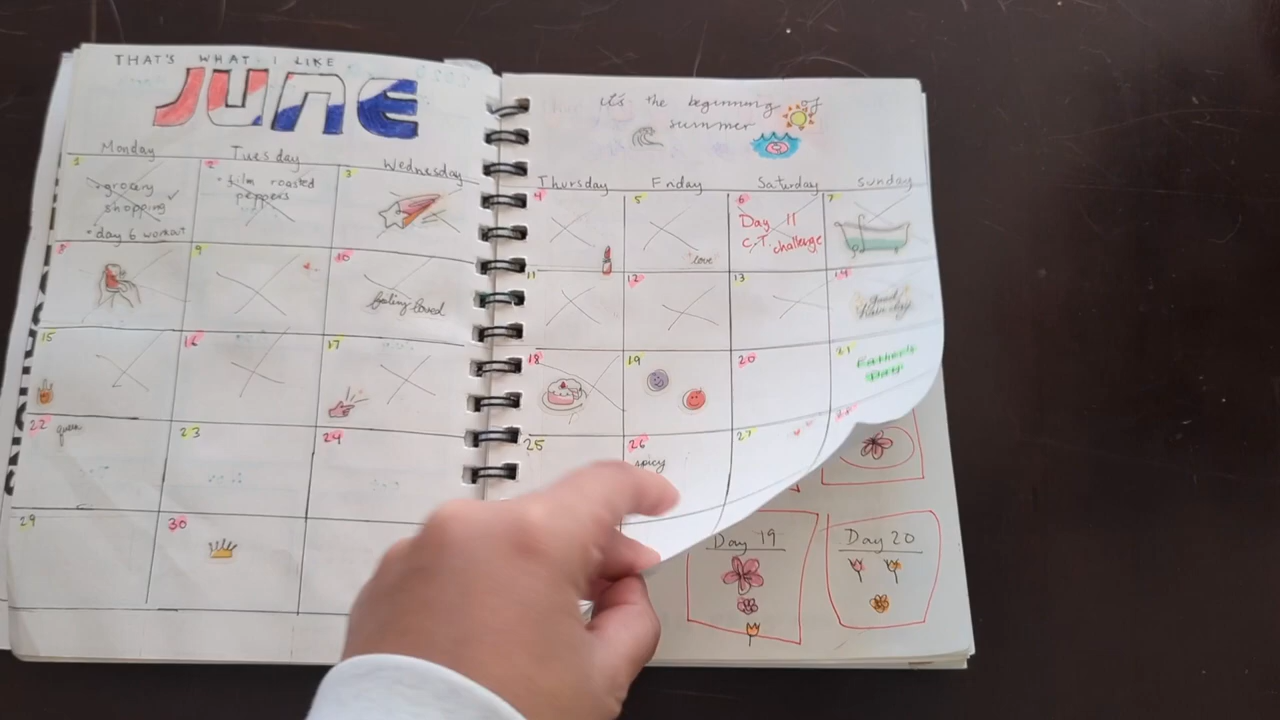 THAT'S WHAT I LIKE
JUNE
it's the beginning of
summer
Monday Tuesday Wednesday Thursday Friday Saturday Sunday
1
• grocery
shopping ✓
• day 6 workout
2
• film roasted
peppers
3
4
5
love
6
Day 11
C.T. challenge
7
8
9
10
feeling loved
11
12
13
14
15
16
17
18
19
20
21
Father's
Day
22 queen
23
24
25
26
spicy
27
29
30
Day 19
Day 20